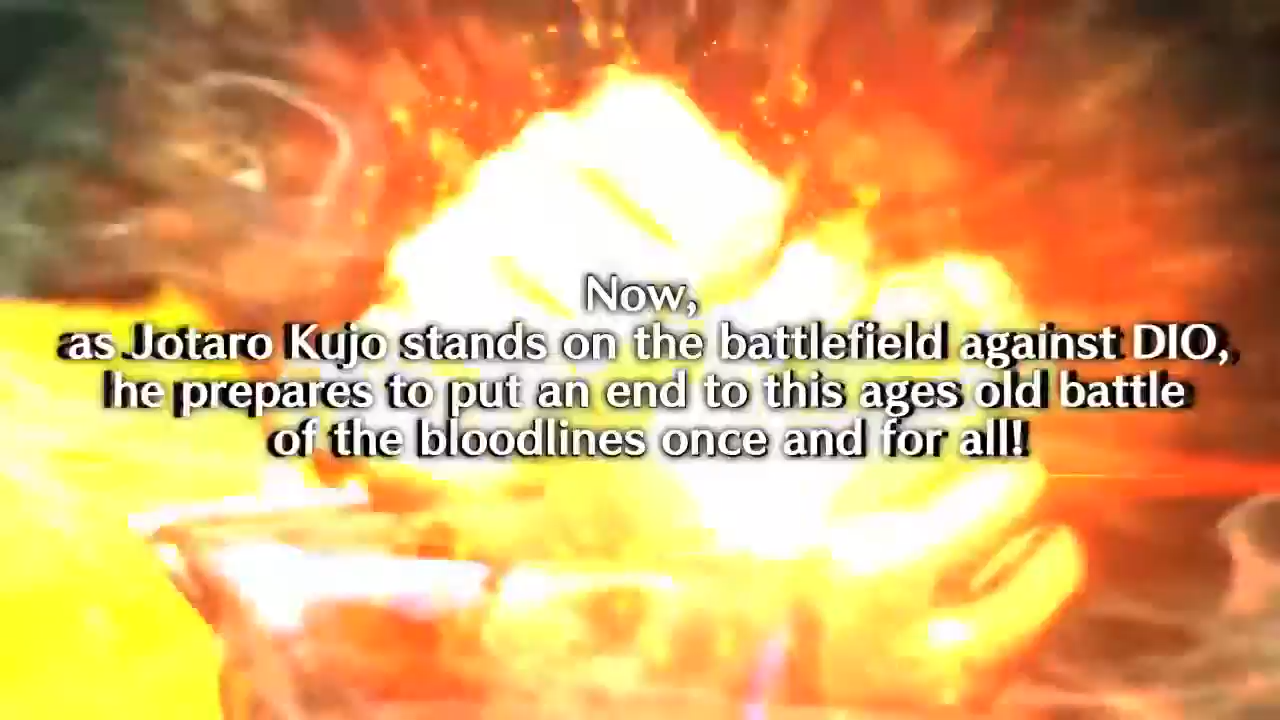 Now,
as Jotaro Kujo stands on the battlefield against DIO,
he prepares to put an end to this ages old battle
of the bloodlines once and for all!